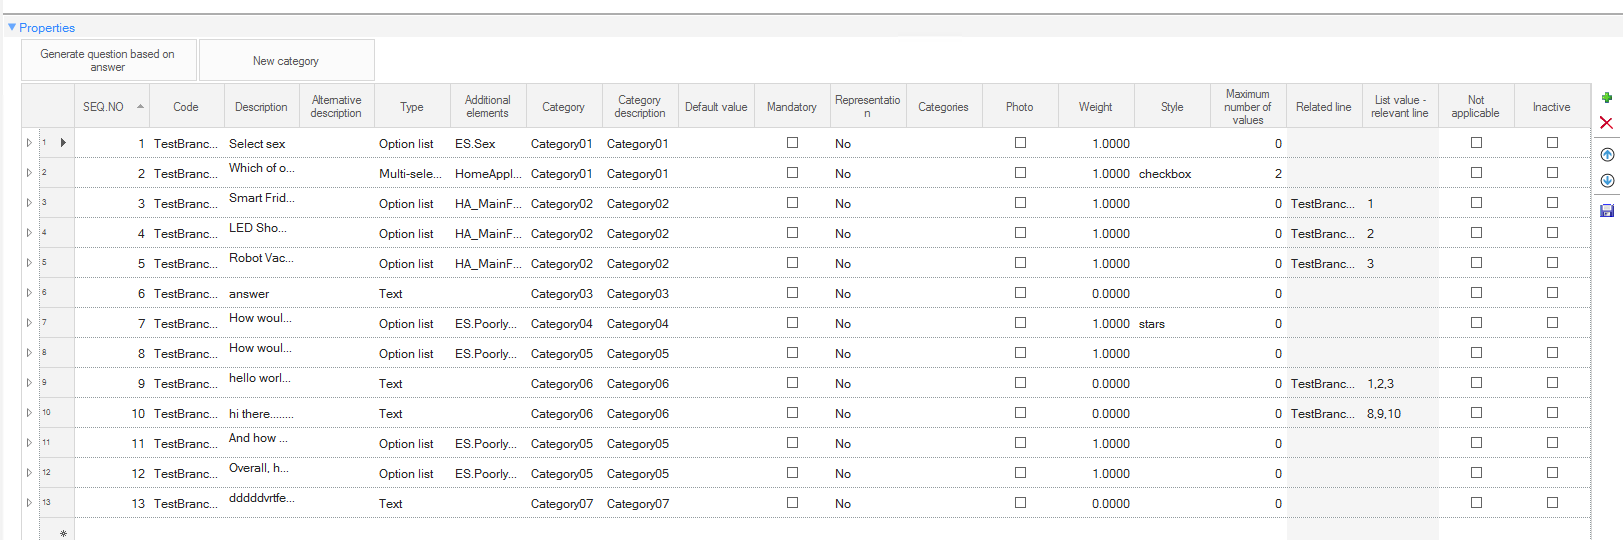 Properties
Generate question based on answer
New category
SEQ.NO Code Description Alternative description Type Additional elements Category Category description Default value Mandatory Representation Categories Photo Weight Style Maximum number of values Related line List value - relevant line Not applicable Inactive
1 1 TestBranc... Select sex Option list ES.Sex Category01 Category01 No 1.0000 0
2 2 TestBranc... Which of o... Multi-sele... HomeAppl... Category01 Category01 No 1.0000 checkbox 2
3 3 TestBranc... Smart Frid... Option list HA_MainF... Category02 Category02 No 1.0000 0 TestBranc... 1
4 4 TestBranc... LED Sho... Option list HA_MainF... Category02 Category02 No 1.0000 0 TestBranc... 2
5 5 TestBranc... Robot Vac... Option list HA_MainF... Category02 Category02 No 1.0000 0 TestBranc... 3
6 6 TestBranc... answer Text Category03 Category03 No 0.0000 0
7 7 TestBranc... How woul... Option list ES.Poorly... Category04 Category04 No 1.0000 stars 0
8 8 TestBranc... How woul... Option list ES.Poorly... Category05 Category05 No 1.0000 0
9 9 TestBranc... hello worl... Text Category06 Category06 No 0.0000 0 TestBranc... 1,2,3
10 10 TestBranc... hi there........ Text Category06 Category06 No 0.0000 0 TestBranc... 8,9,10
11 11 TestBranc... And how ... Option list ES.Poorly... Category05 Category05 No 1.0000 0
12 12 TestBranc... Overall, h... Option list ES.Poorly... Category05 Category05 No 1.0000 0
13 13 TestBranc... dddddvrtfe... Text Category07 Category07 No 0.0000 0